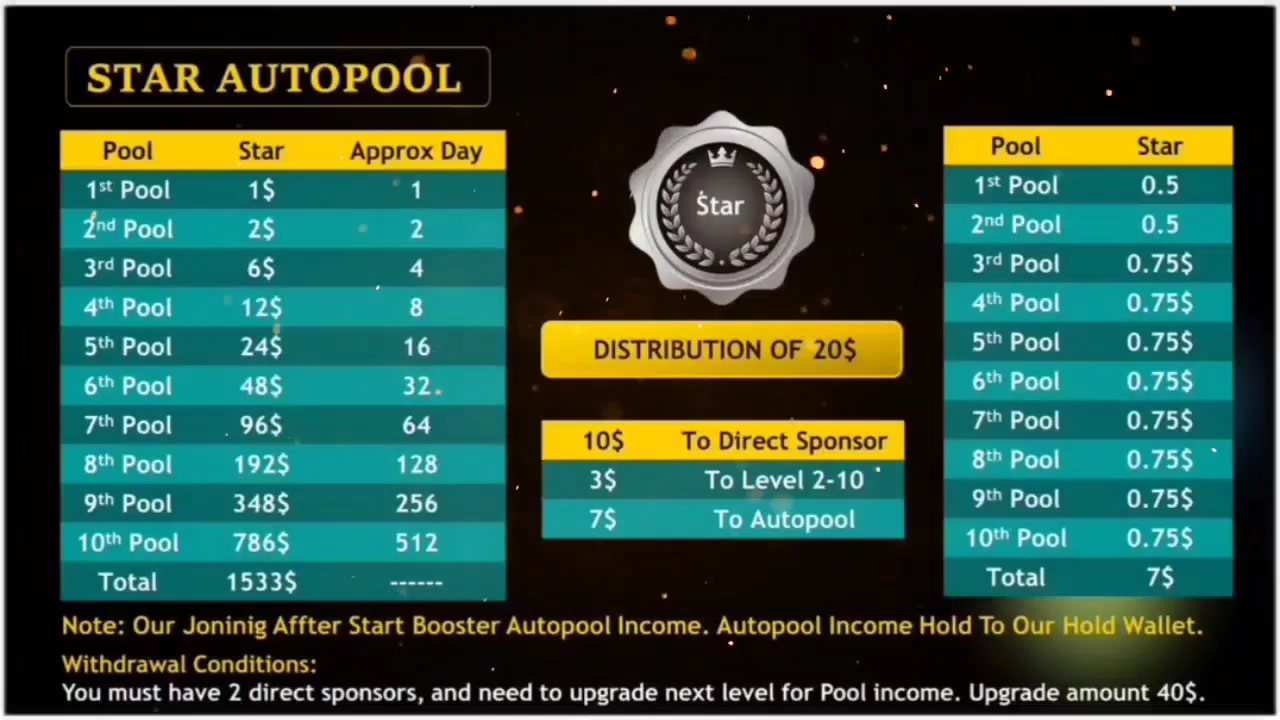 STAR AUTOPOOL
Pool Star Approx Day
1st Pool 1$ 1
2nd Pool 2$ 2
3rd Pool 6$ 4
4th Pool 12$ 8
5th Pool 24$ 16
6th Pool 48$ 32
7th Pool 96$ 64
8th Pool 192$ 128
9th Pool 348$ 256
10th Pool 786$ 512
Total 1533$ ------
Star
DISTRIBUTION OF 20$
10$ To Direct Sponsor
3$ To Level 2-10
7$ To Autopool
Pool Star
1st Pool 0.5
2nd Pool 0.5
3rd Pool 0.75$
4th Pool 0.75$
5th Pool 0.75$
6th Pool 0.75$
7th Pool 0.75$
8th Pool 0.75$
9th Pool 0.75$
10th Pool 0.75$
Total 7$
Note: Our Joninig Affter Start Booster Autopool Income. Autopool Income Hold To Our Hold Wallet.
Withdrawal Conditions:
You must have 2 direct sponsors, and need to upgrade next level for Pool income. Upgrade amount 40$.